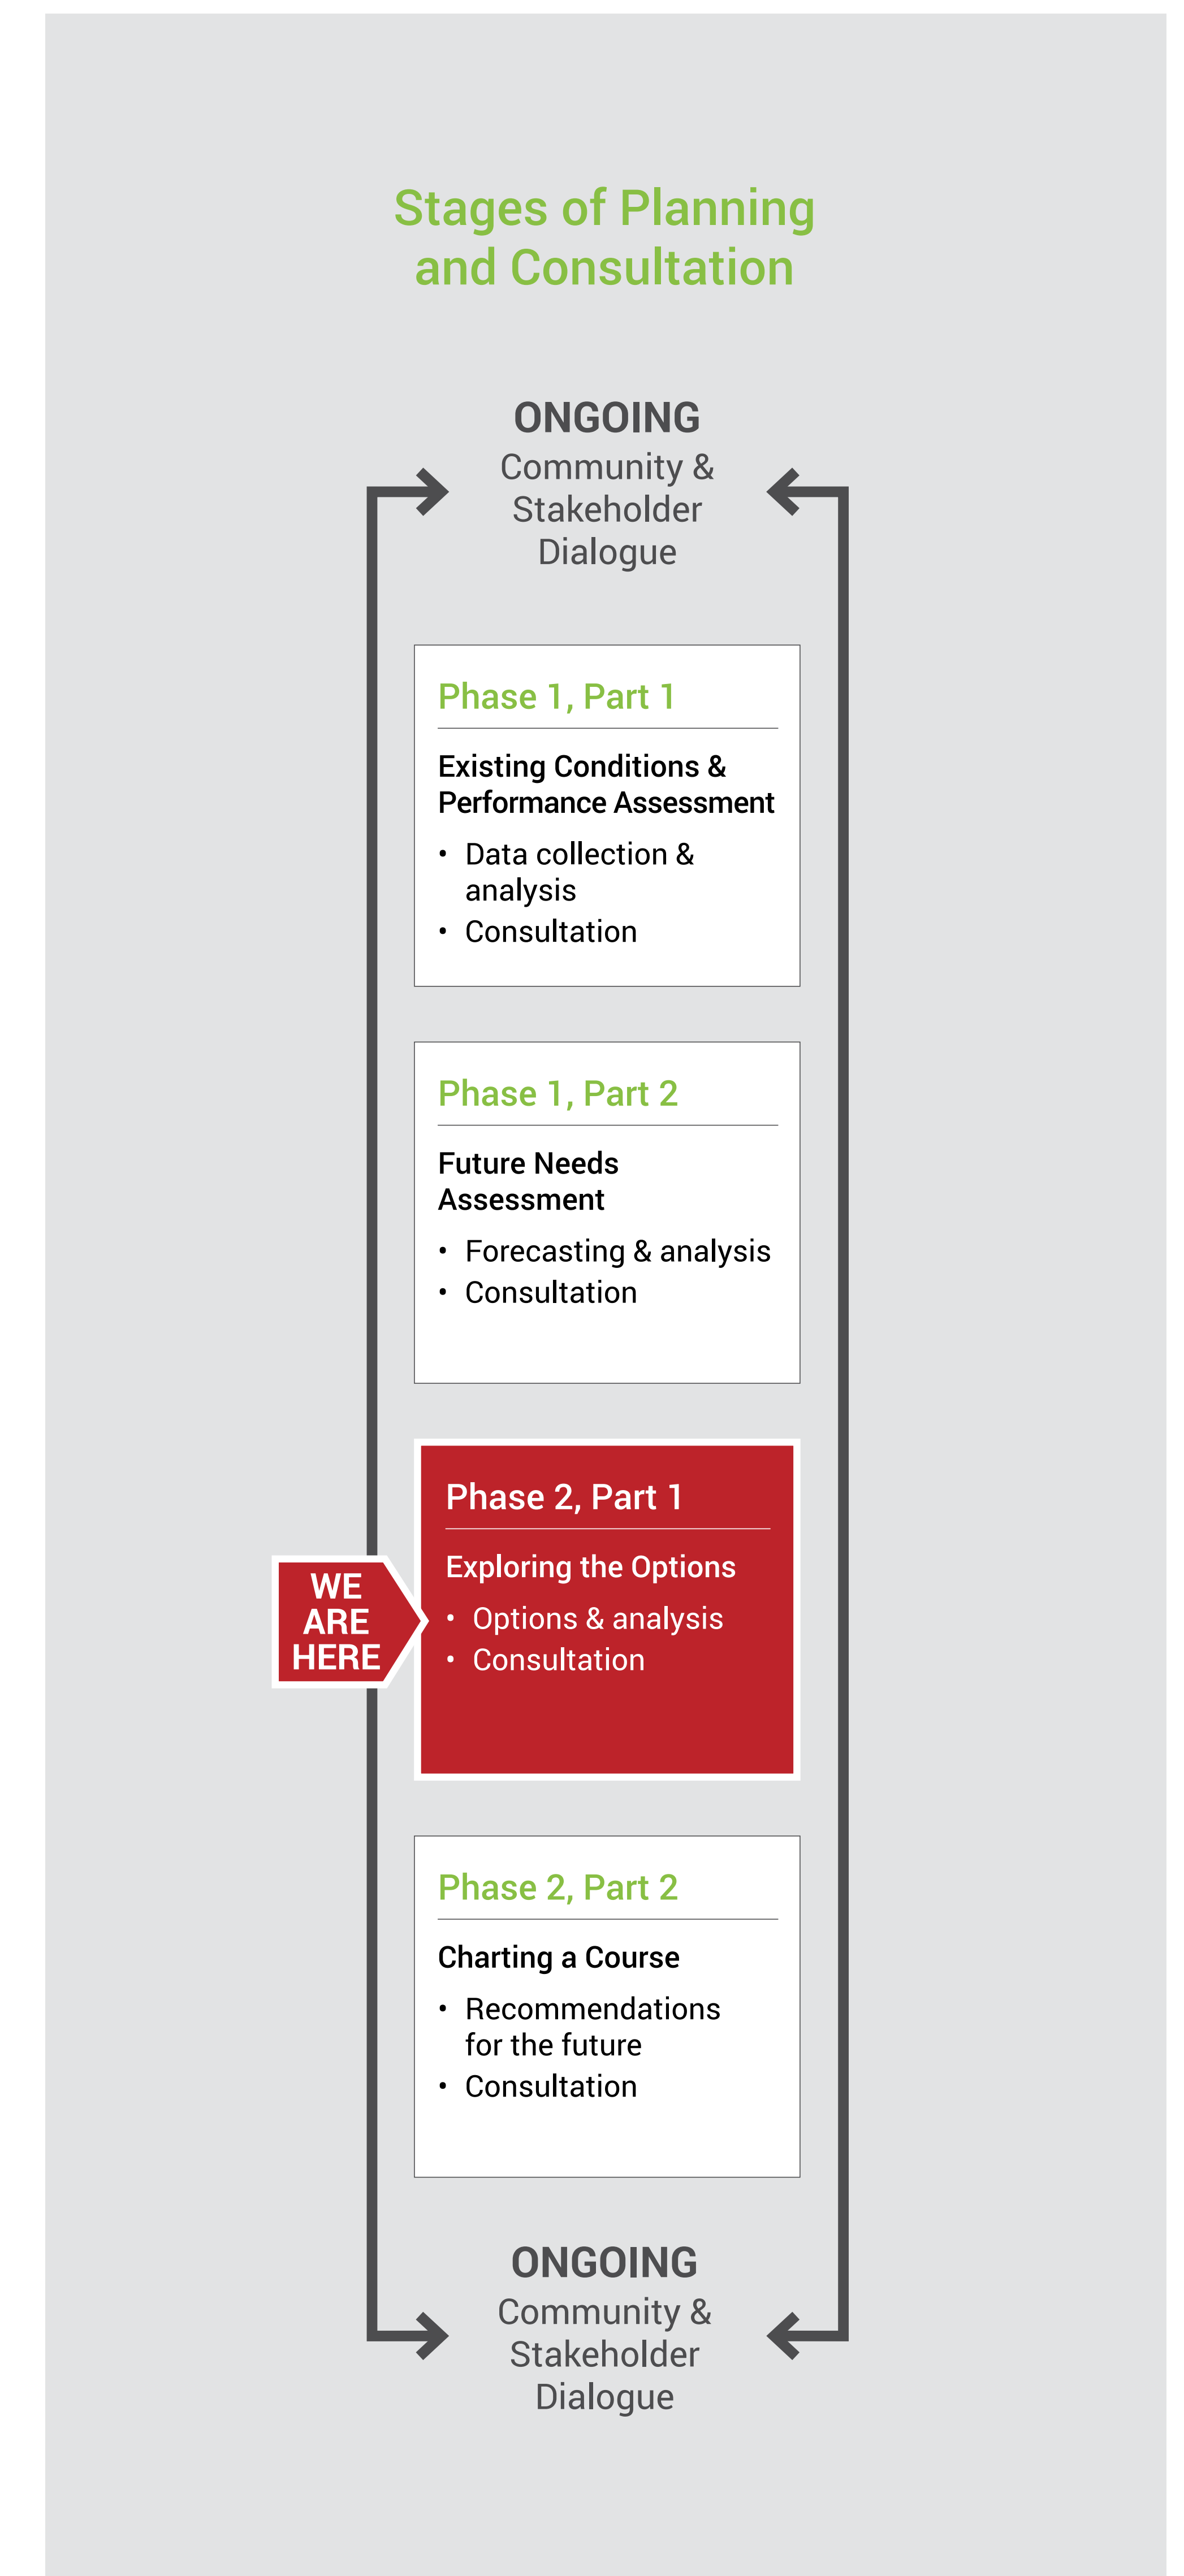 Stages of Planning
and Consultation
ONGOING
Community &
Stakeholder
Dialogue
Phase 1, Part 1
Existing Conditions &
Performance Assessment
• Data collection &
analysis
• Consultation
Phase 1, Part 2
Future Needs
Assessment
• Forecasting & analysis
• Consultation
WE
ARE
HERE
Phase 2, Part 1
Exploring the Options
• Options & analysis
• Consultation
Phase 2, Part 2
Charting a Course
• Recommendations
for the future
• Consultation
ONGOING
Community &
Stakeholder
Dialogue